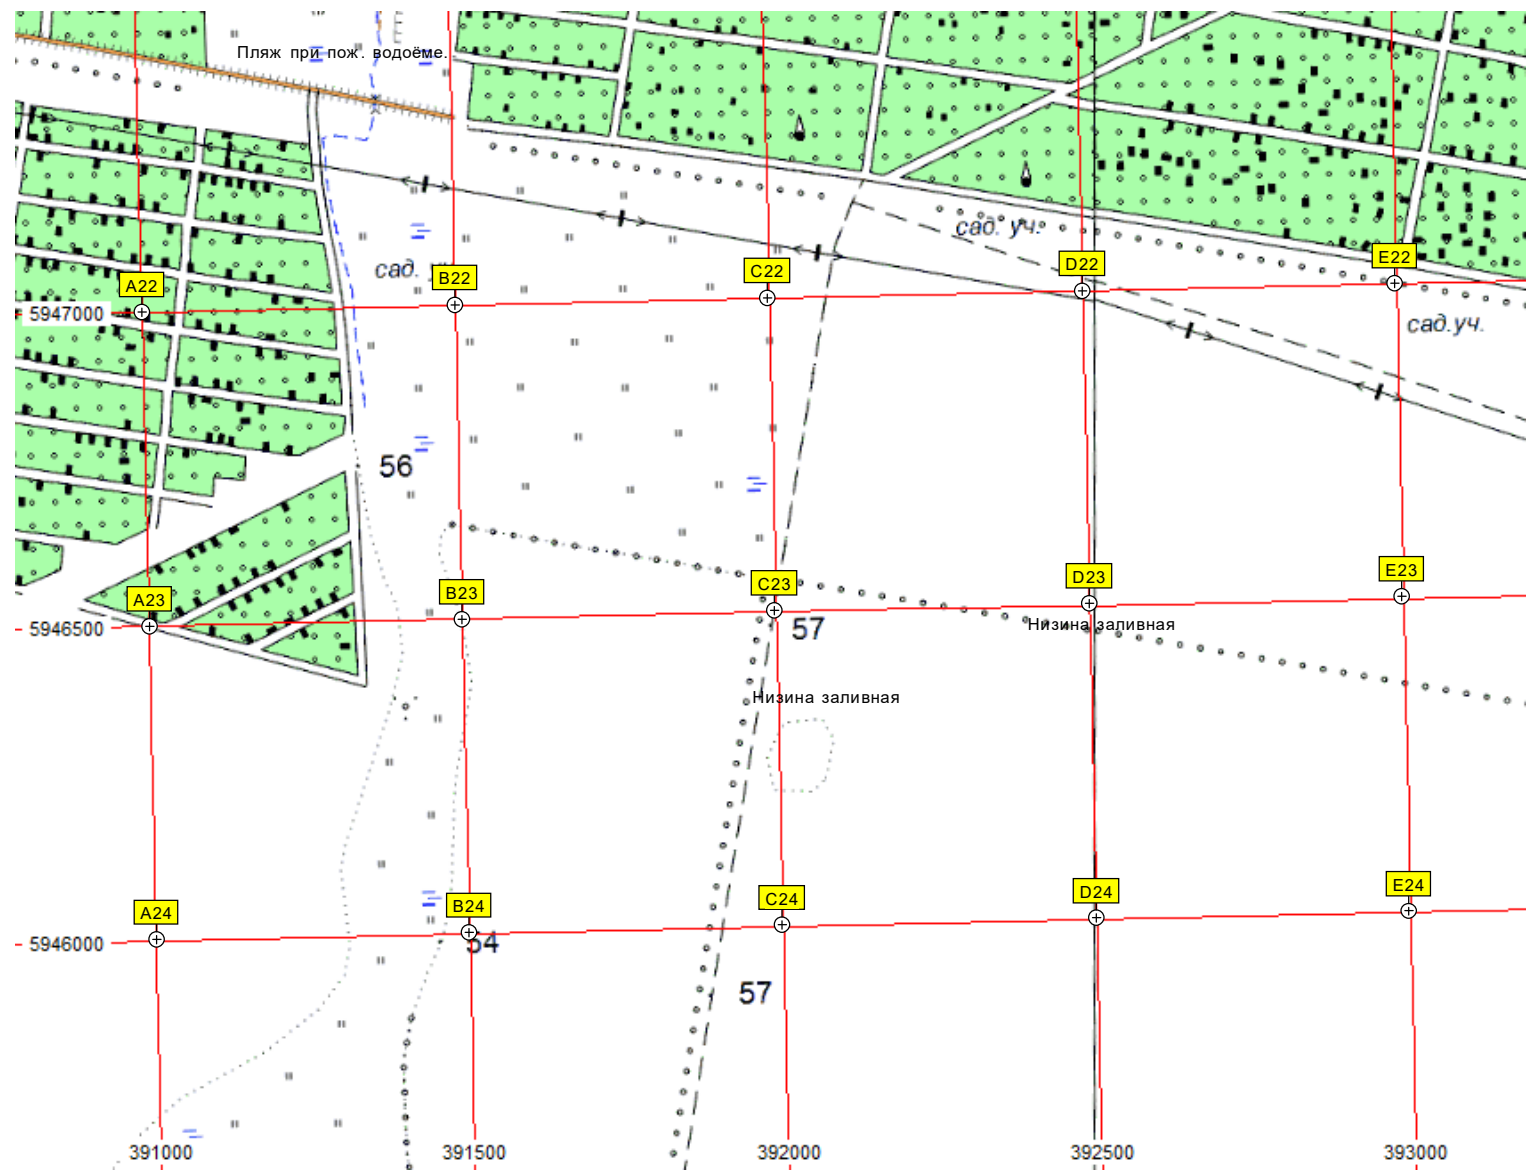 Пляж при пож. водоёме.
сад. уч.
сад.
A22
B22
C22
D22
E22
5947000
сад.уч.
56
A23
B23
C23
D23
E23
5946500
57
Низина заливная
Низина заливная
A24
B24
C24
D24
E24
5946000
54
57
391000
391500
392000
392500
393000